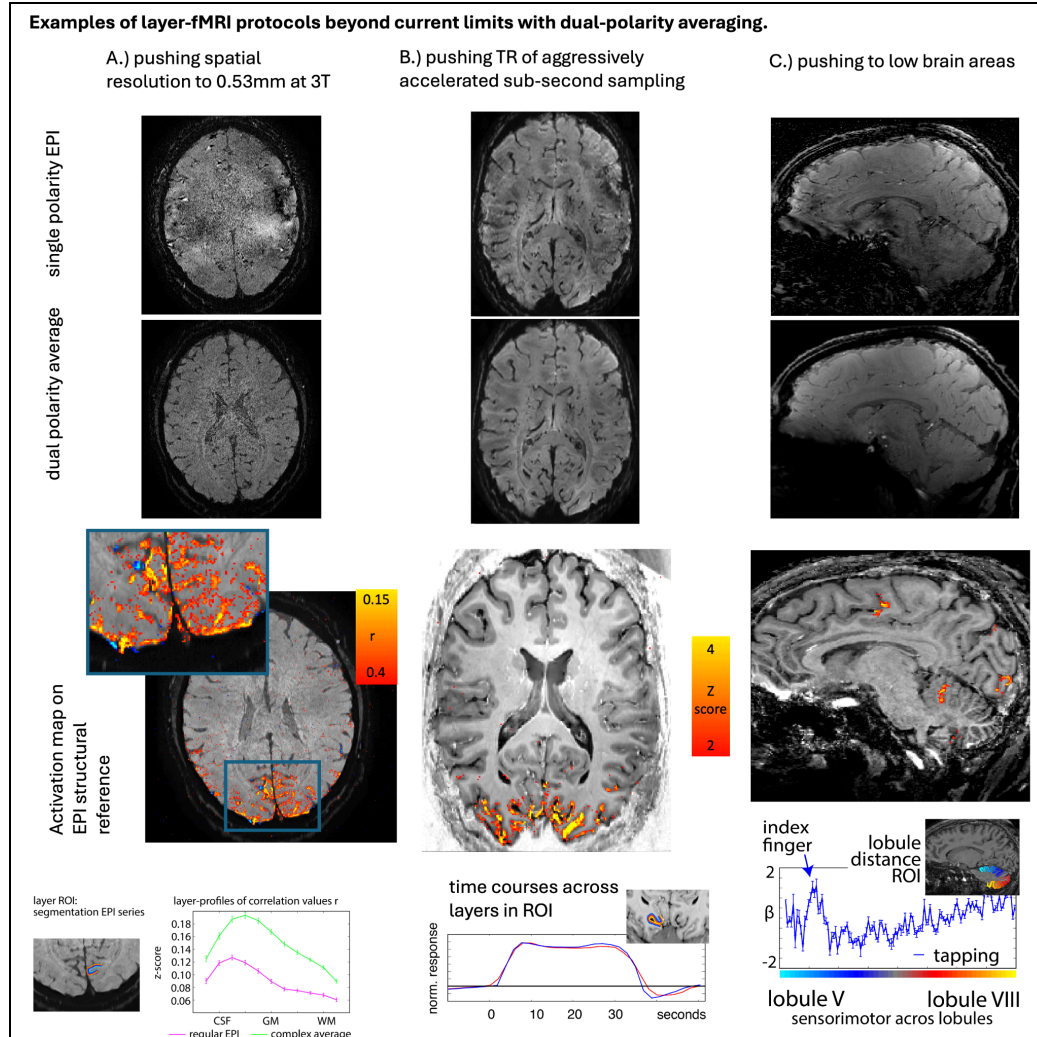 Examples of layer-fMRI protocols beyond current limits with dual-polarity averaging.
A.) pushing spatial
resolution to 0.53mm at 3T
B.) pushing TR of aggressively
accelerated sub-second sampling
C.) pushing to low brain areas
single polarity EPI
dual polarity average
Activation map on
EPI structural
reference
0.15
r
0.4
4
Z
score
2
layer ROI:
segmentation EPI series
layer-profiles of correlation values r
z-score
0.18
0.16
0.14
0.12
0.10
0.08
0.06
CSF
GM
WM
regular EPI
complex average
time courses across
layers in ROI
norm. response
0
10
20
30
seconds
index
finger
lobule
distance
ROI
2
β
-2
tapping
lobule V
lobule VIII
sensorimotor acros lobules